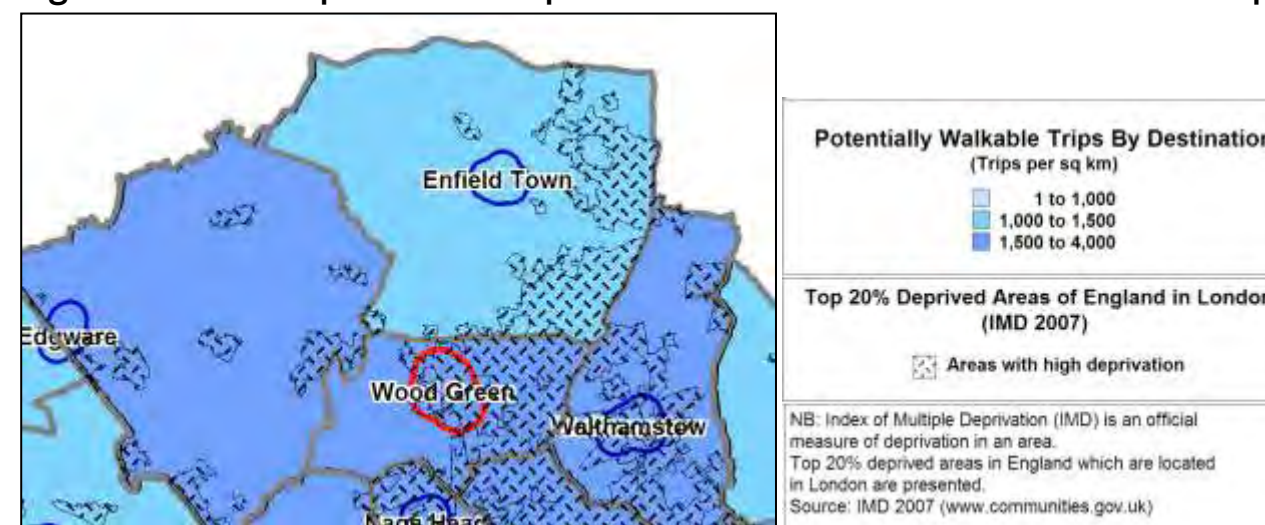 Enfield Town
Edgware
Wood Green
Walthamstow
Potentially Walkable Trips By Destination
(Trips per sq km)
1 to 1,000
1,000 to 1,500
1,500 to 4,000
Top 20% Deprived Areas of England in London
(IMD 2007)
Areas with high deprivation
NB: Index of Multiple Deprivation (IMD) is an official
measure of deprivation in an area.
Top 20% deprived areas in England which are located
in London are presented.
Source: IMD 2007 (www.communities.gov.uk)